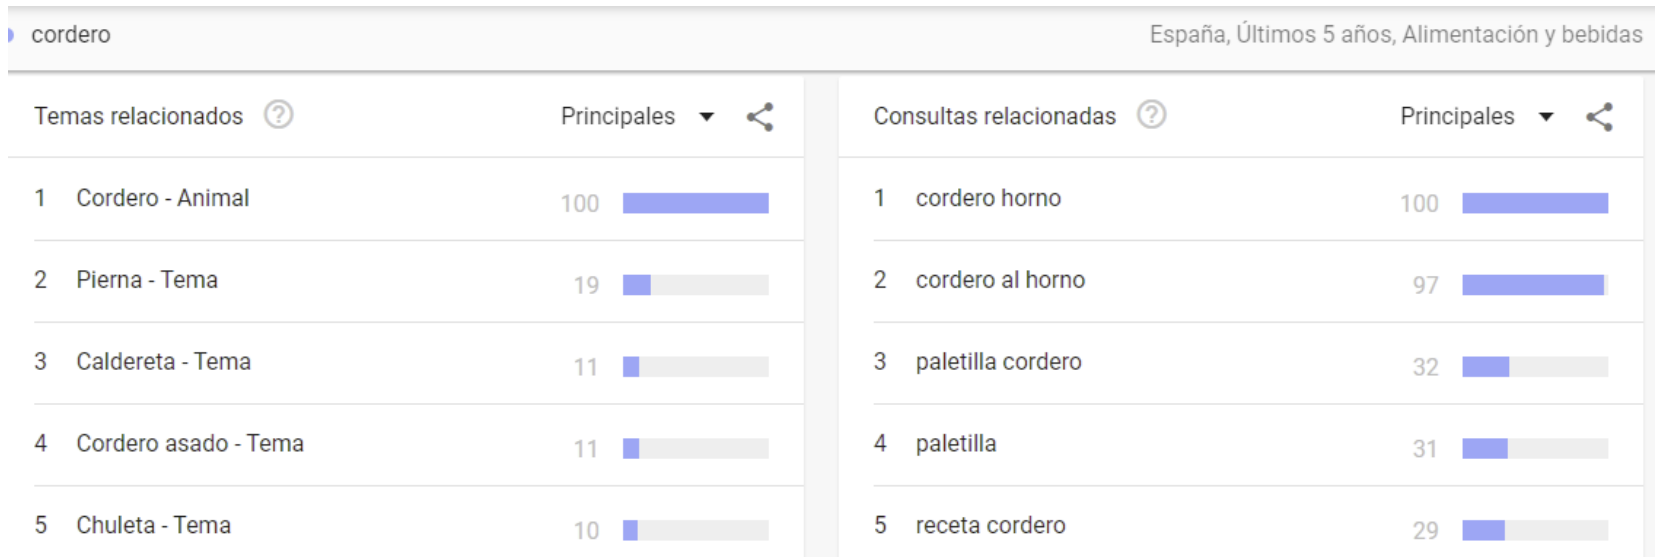 cordero
España, Últimos 5 años, Alimentación y bebidas
Temas relacionados ? Principales
1 Cordero - Animal 100
2 Pierna - Tema 19
3 Caldereta - Tema 11
4 Cordero asado - Tema 11
5 Chuleta - Tema 10
Consultas relacionadas ? Principales
1 cordero horno 100
2 cordero al horno 97
3 paletilla cordero 32
4 paletilla 31
5 receta cordero 29